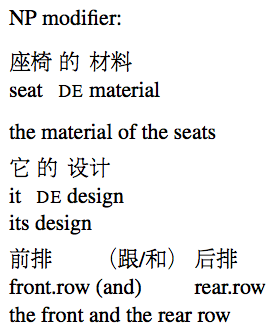 NP modifier:
座椅 的 材料
seat DE material
the material of the seats
它 的 设计
it DE design
its design
前排 （跟/和） 后排
front.row (and) rear.row
the front and the rear row